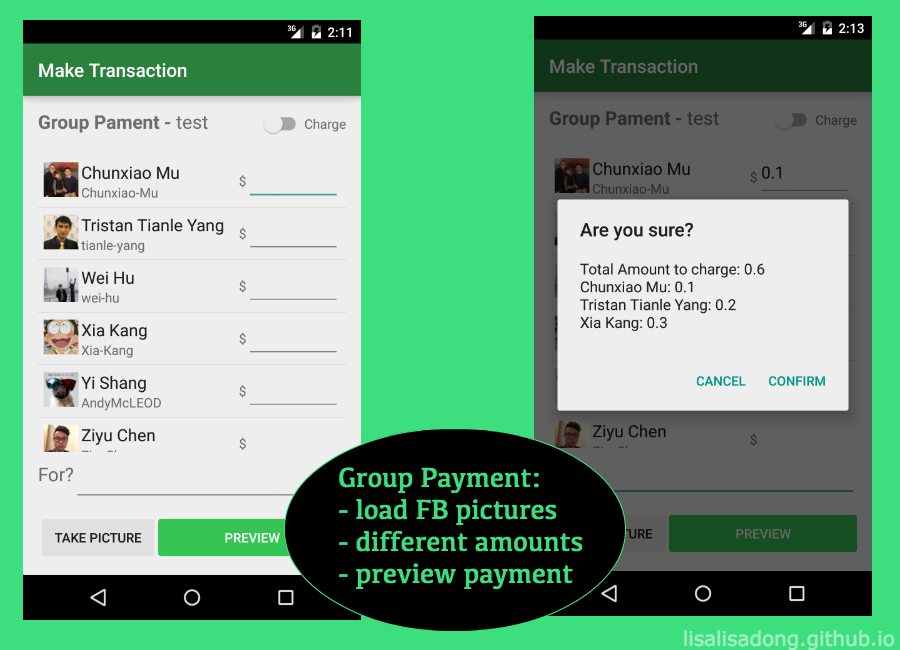 3G 2:11
Make Transaction
Group Pament - test
Charge
Chunxiao Mu
Chunxiao-Mu
$
Tristan Tianle Yang
tianle-yang
$
Wei Hu
wei-hu
$
Xia Kang
Xia-Kang
$
Yi Shang
AndyMcLEOD
$
Ziyu Chen
$
For?
TAKE PICTURE
PREVIEW
3G 2:13
Make Transaction
Group Pament - test
Charge
Chunxiao Mu
Chunxiao-Mu
$ 0.1
Are you sure?
Total Amount to charge: 0.6
Chunxiao Mu: 0.1
Tristan Tianle Yang: 0.2
Xia Kang: 0.3
CANCEL
CONFIRM
Ziyu Chen
$
PREVIEW
Group Payment:
- load FB pictures
- different amounts
- preview payment
lisalisadong.github.io